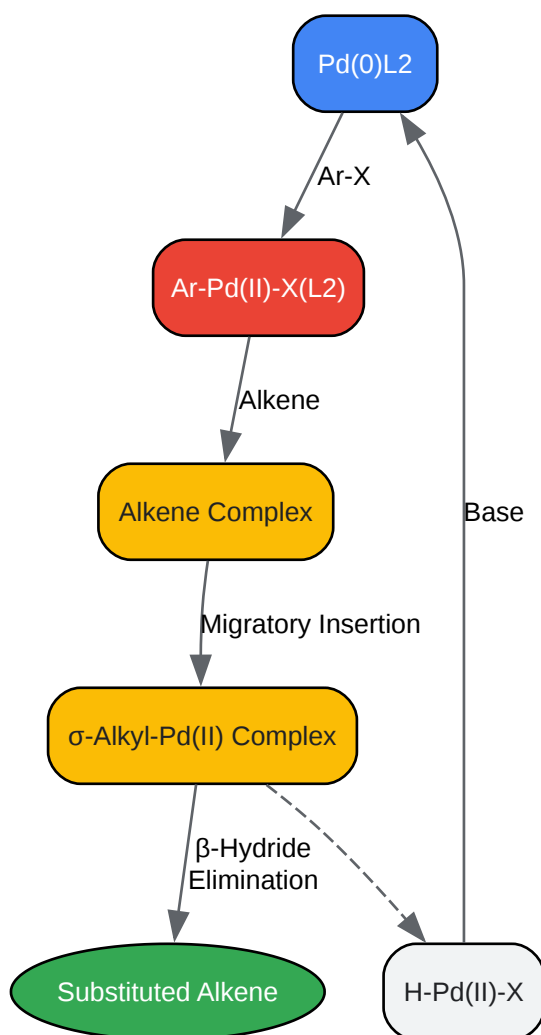 Pd(0)L2
Ar-X
Ar-Pd(II)-X(L2)
Alkene
Alkene Complex
Base
Migratory Insertion
σ-Alkyl-Pd(II) Complex
β-Hydride
Elimination
Substituted Alkene
H-Pd(II)-X